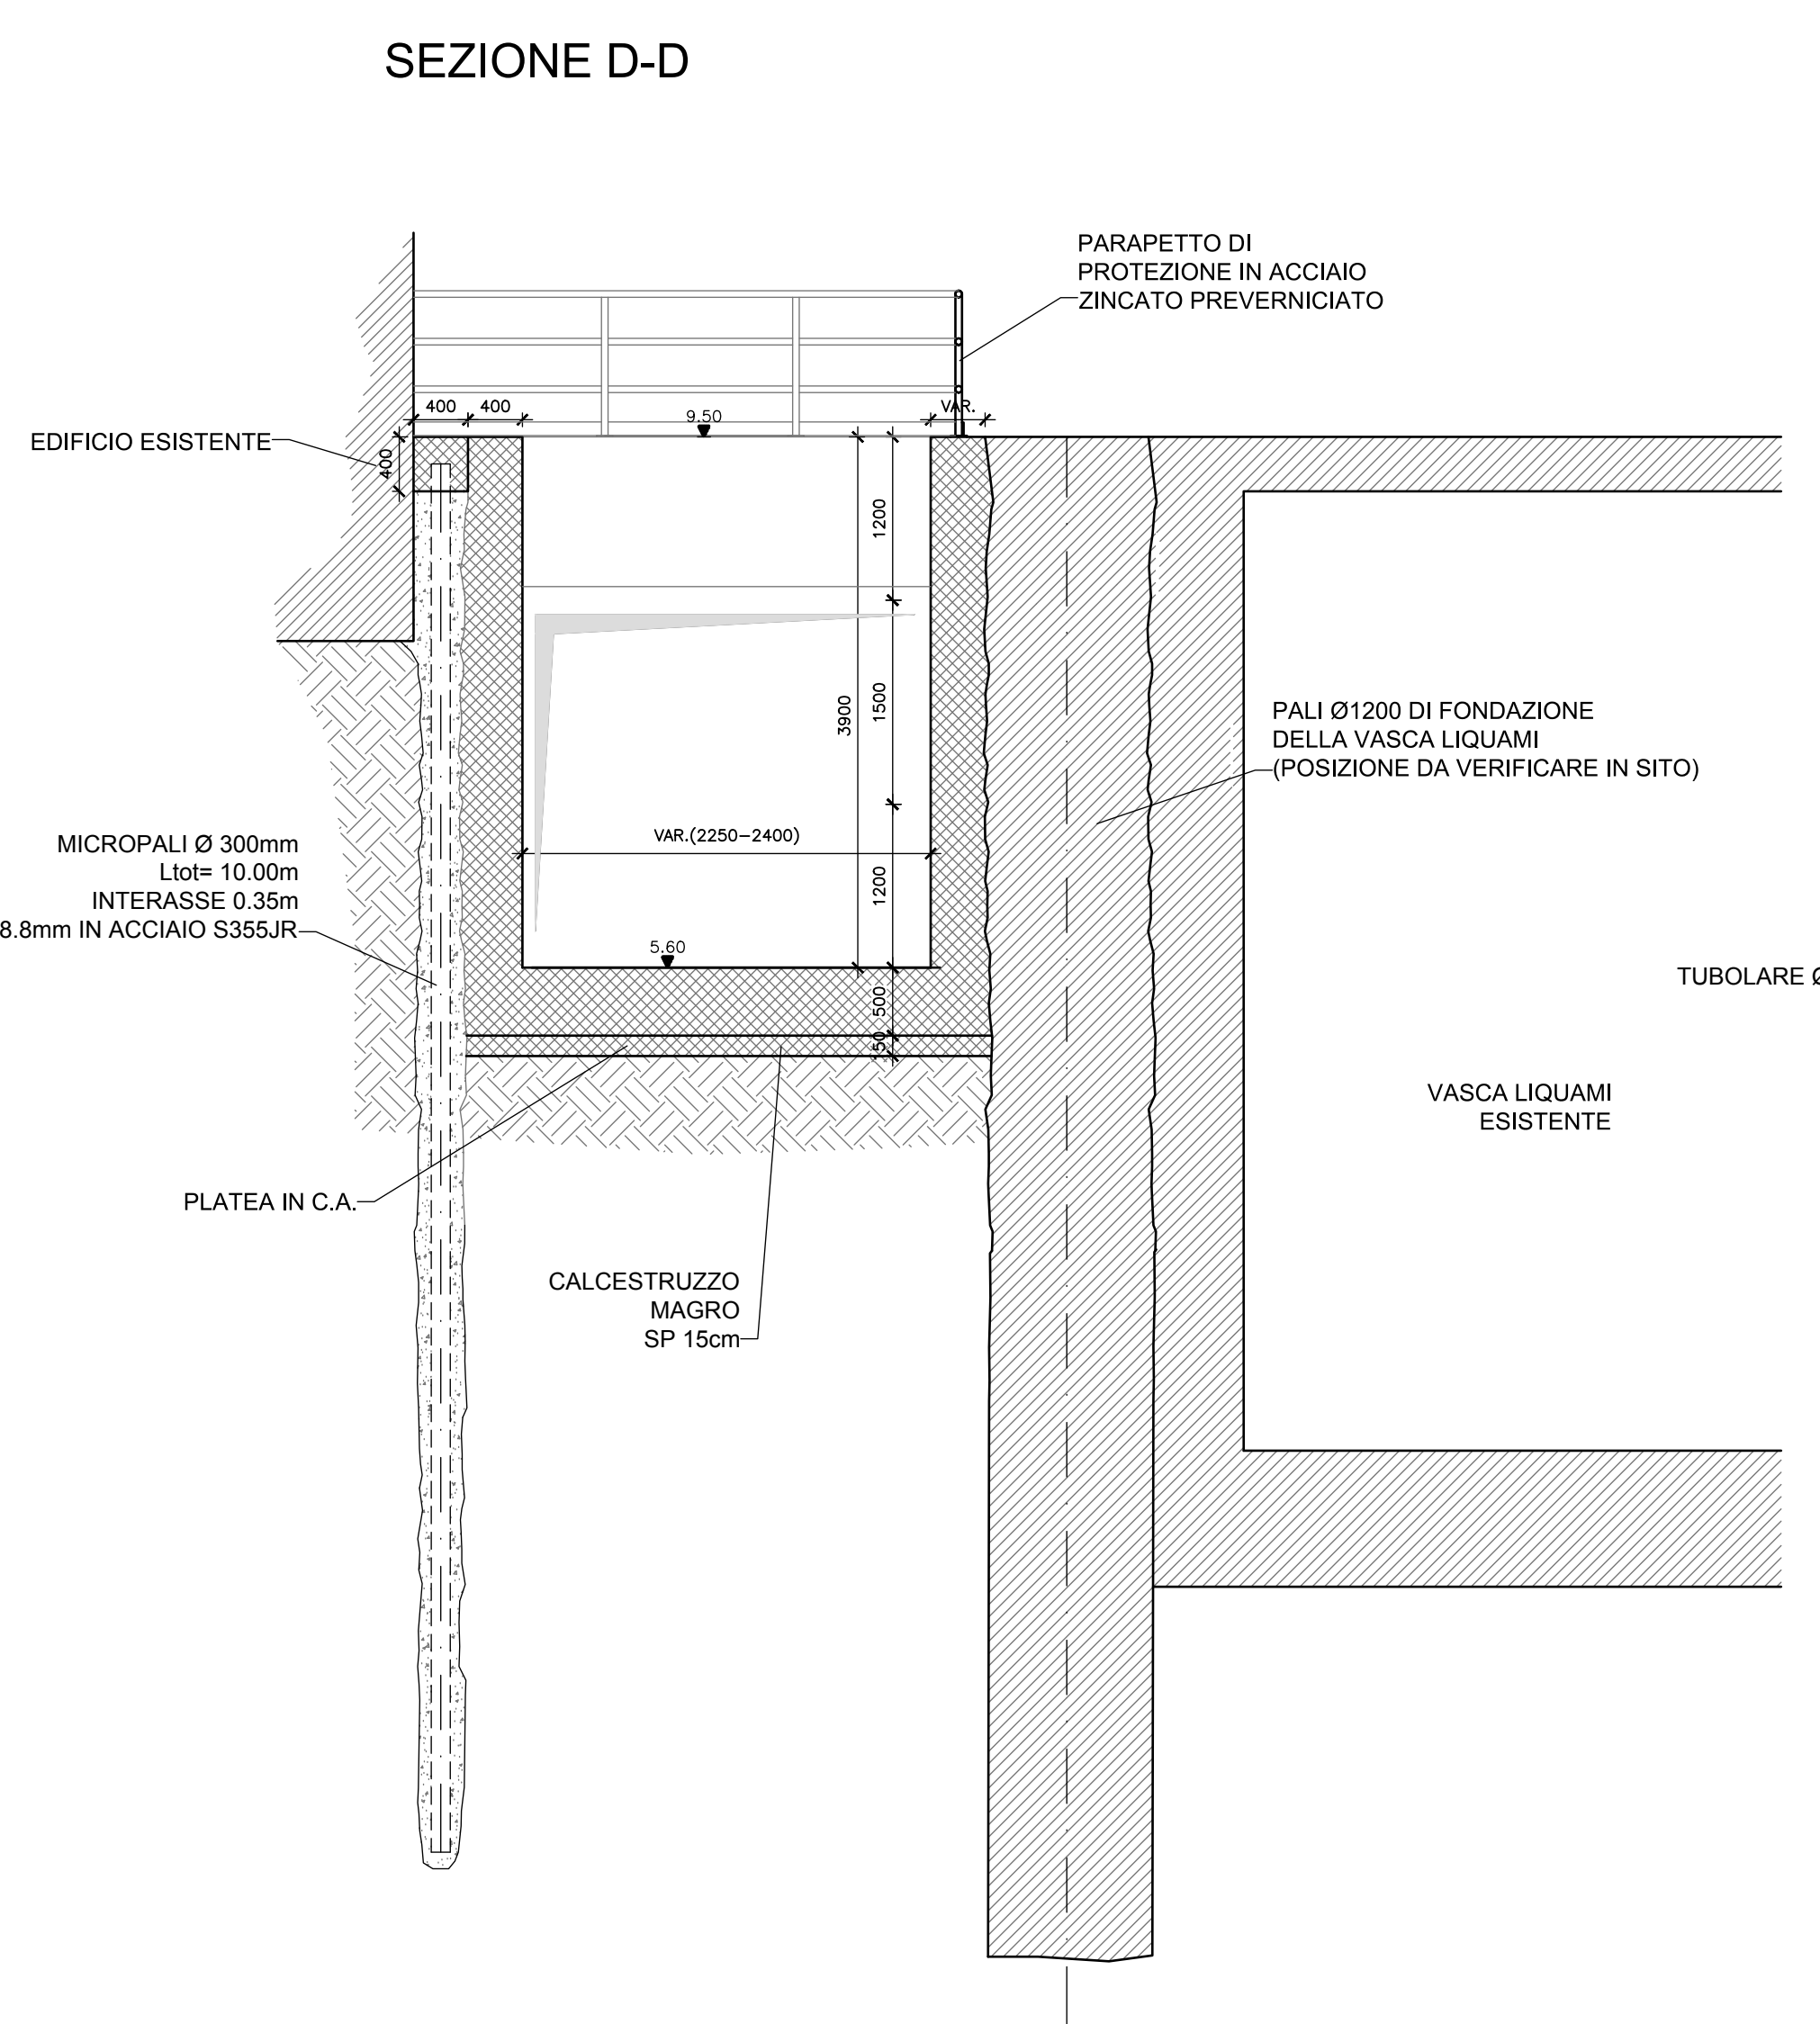 SEZIONE D-D
PARAPETTO DI
PROTEZIONE IN ACCIAIO
ZINCATO PREVERNICIATO
400
400
9.50
VAR.
EDIFICIO ESISTENTE
400
1200
3900
1500
PALI Ø1200 DI FONDAZIONE
DELLA VASCA LIQUAMI
(POSIZIONE DA VERIFICARE IN SITO)
VAR.(2250-2400)
MICROPALI Ø 300mm
Ltot= 10.00m
INTERASSE 0.35m
8.8mm IN ACCIAIO S355JR
1200
5.60
TUBOLARE Ø
500
150
VASCA LIQUAMI
ESISTENTE
PLATEA IN C.A.
CALCESTRUZZO
MAGRO
SP 15cm